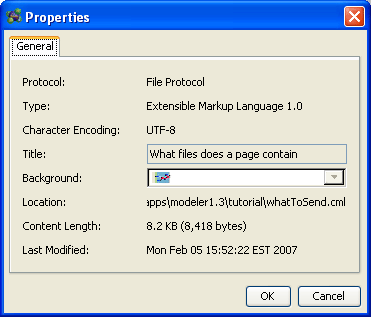 Properties
General
Protocol: File Protocol
Type: Extensible Markup Language 1.0
Character Encoding: UTF-8
Title: What files does a page contain
Background:
Location: apps\modeler1.3\tutorial\whatToSend.cml
Content Length: 8.2 KB (8,418 bytes)
Last Modified: Mon Feb 05 15:52:22 EST 2007
OK Cancel